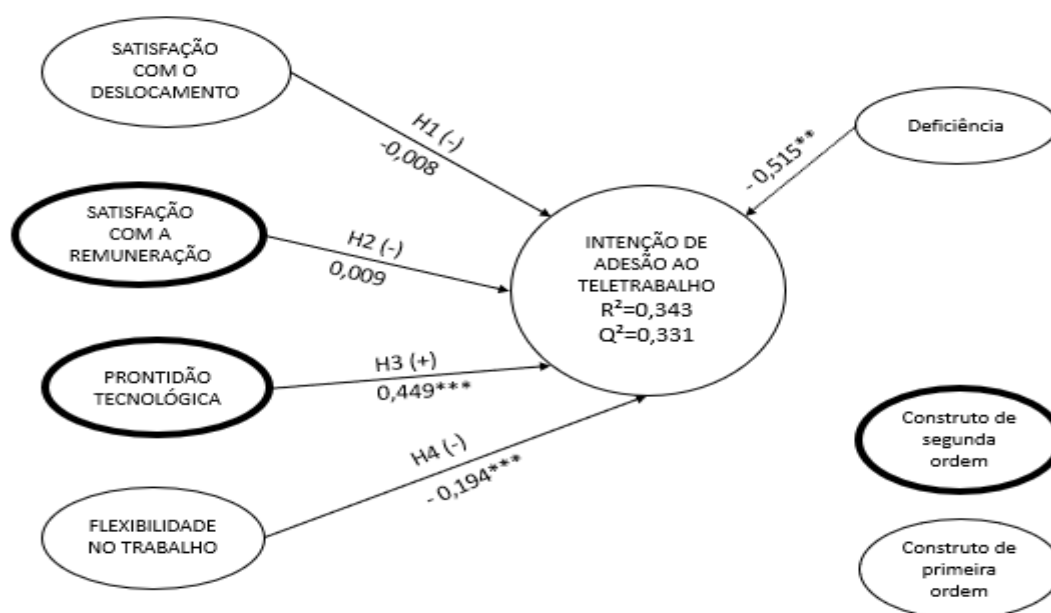 SATISFAÇÃO
COM O
DESLOCAMENTO
H1 (-)
-0,008
Deficiência
- 0,515**
SATISFAÇÃO
COM A
REMUNERAÇÃO
H2 (-)
0,009
INTENÇÃO DE
ADESÃO AO
TELETRABALHO
R²=0,343
Q²=0,331
PRONTIDÃO
TECNOLÓGICA
H3 (+)
0,449***
FLEXIBILIDADE
NO TRABALHO
H4 (-)
- 0,194***
Construto de
segunda
ordem
Construto de
primeira
ordem